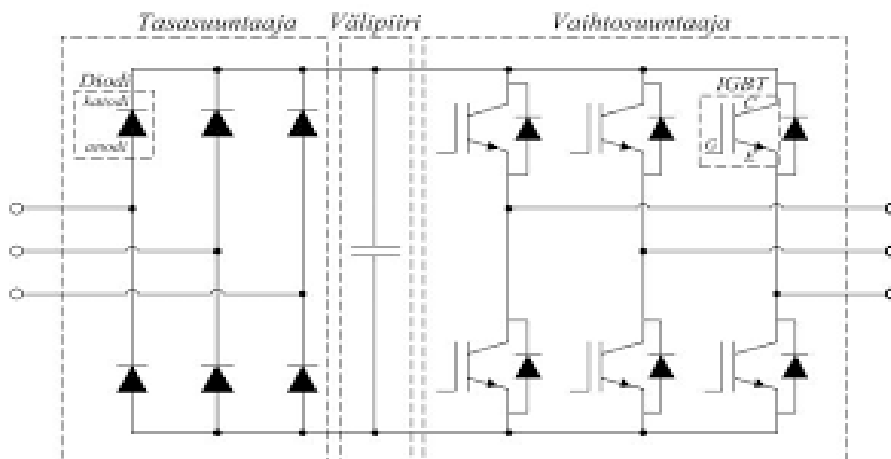 Tasasuuntaaja
Välipiiri
Vaihtosuuntaaja
Diodi
katodi
anodi
IGBT
C
G
E